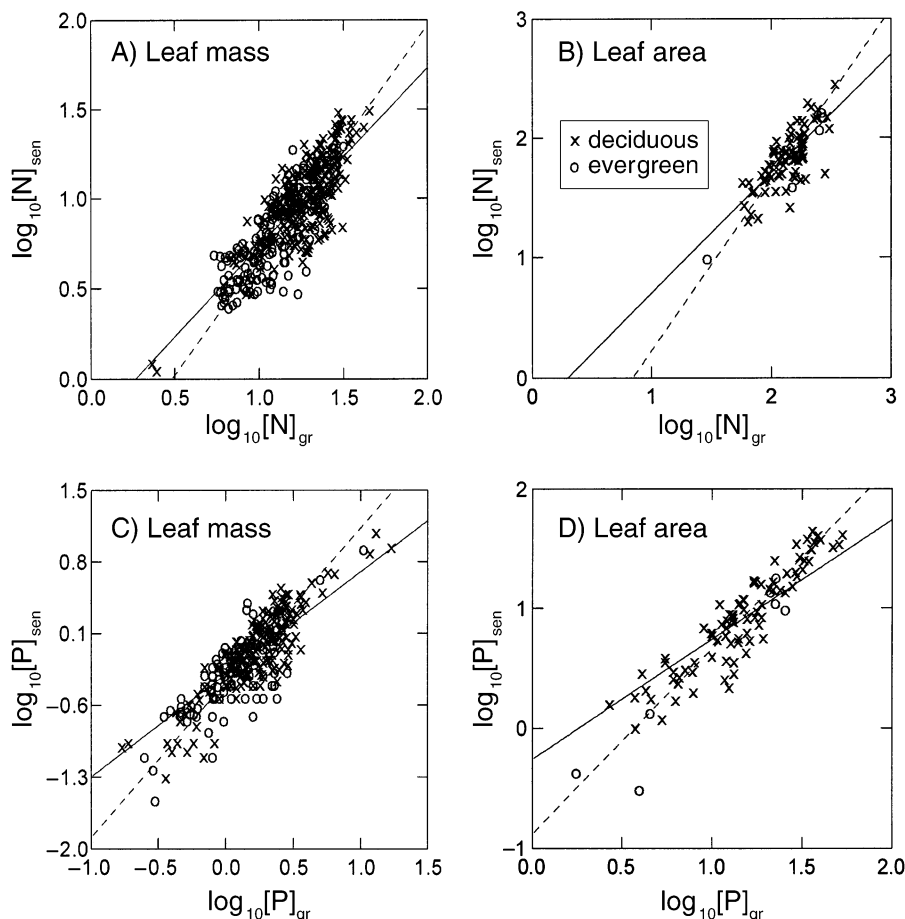 A) Leaf mass
2.0
1.5
1.0
0.5
0.0
log10[N]sen
0.0 0.5 1.0 1.5 2.0
log10[N]gr
B) Leaf area
x deciduous
o evergreen
3
2
1
0
log10[N]sen
0 1 2 3
log10[N]gr
C) Leaf mass
1.5
0.8
0.1
−0.6
−1.3
−2.0
log10[P]sen
−1.0 −0.5 0.0 0.5 1.0 1.5
log10[P]gr
D) Leaf area
2
1
0
−1
log10[P]sen
0.0 0.5 1.0 1.5 2.0
log10[P]gr